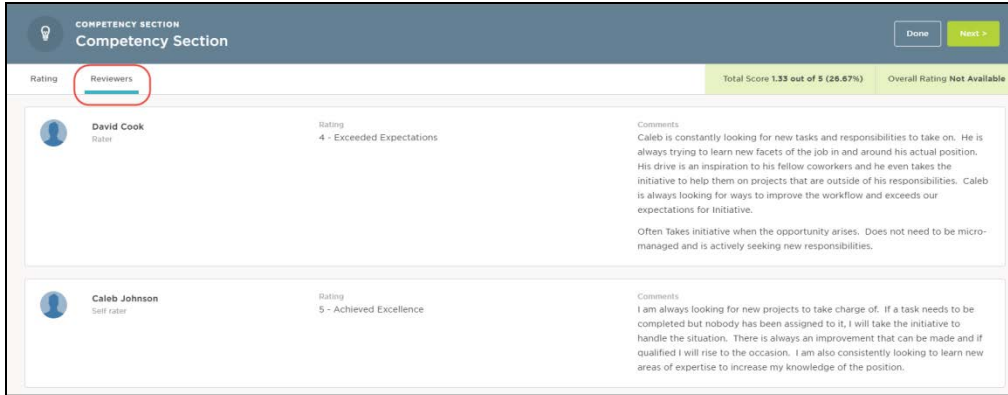 COMPETENCY SECTION
Competency Section
Done
Next >
Rating
Reviewers
Total Score 1.33 out of 5 (26.67%)
Overall Rating Not Available
David Cook
Rater
Rating
4 - Exceeded Expectations
Comments
Caleb is constantly looking for new tasks and responsibilities to take on. He is
always trying to learn new facets of the job in and around his actual position.
His drive is an inspiration to his fellow coworkers and he even takes the
initiative to help them on projects that are outside of his responsibilities. Caleb
is always looking for ways to improve the workflow and exceeds our
expectations for Initiative.
Often Takes initiative when the opportunity arises. Does not need to be micro-
managed and is actively seeking new responsibilities.
Caleb Johnson
Self rater
Rating
5 - Achieved Excellence
Comments
I am always looking for new projects to take charge of. If a task needs to be
completed but nobody has been assigned to it, I will take the initiative to
handle the situation. There is always an improvement that can be made and if
qualified I will rise to the occasion. I am also consistently looking to learn new
areas of expertise to increase my knowledge of the position.